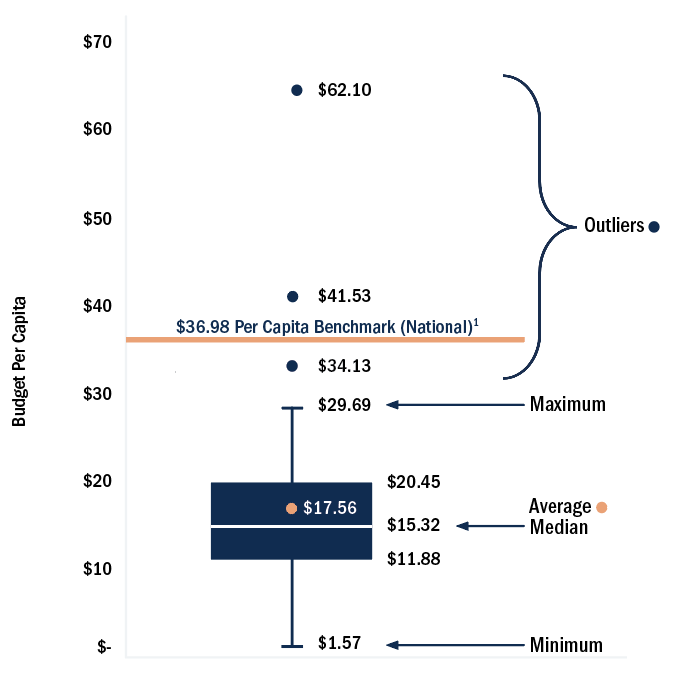 $70
$62.10
$60
$50
Outliers
$40
$41.53
$36.98 Per Capita Benchmark (National)¹
$34.13
$30
$29.69
Maximum
$20
$20.45
$17.56
Average
$15.32
Median
$10
$11.88
$-
$1.57
Minimum
Budget Per Capita